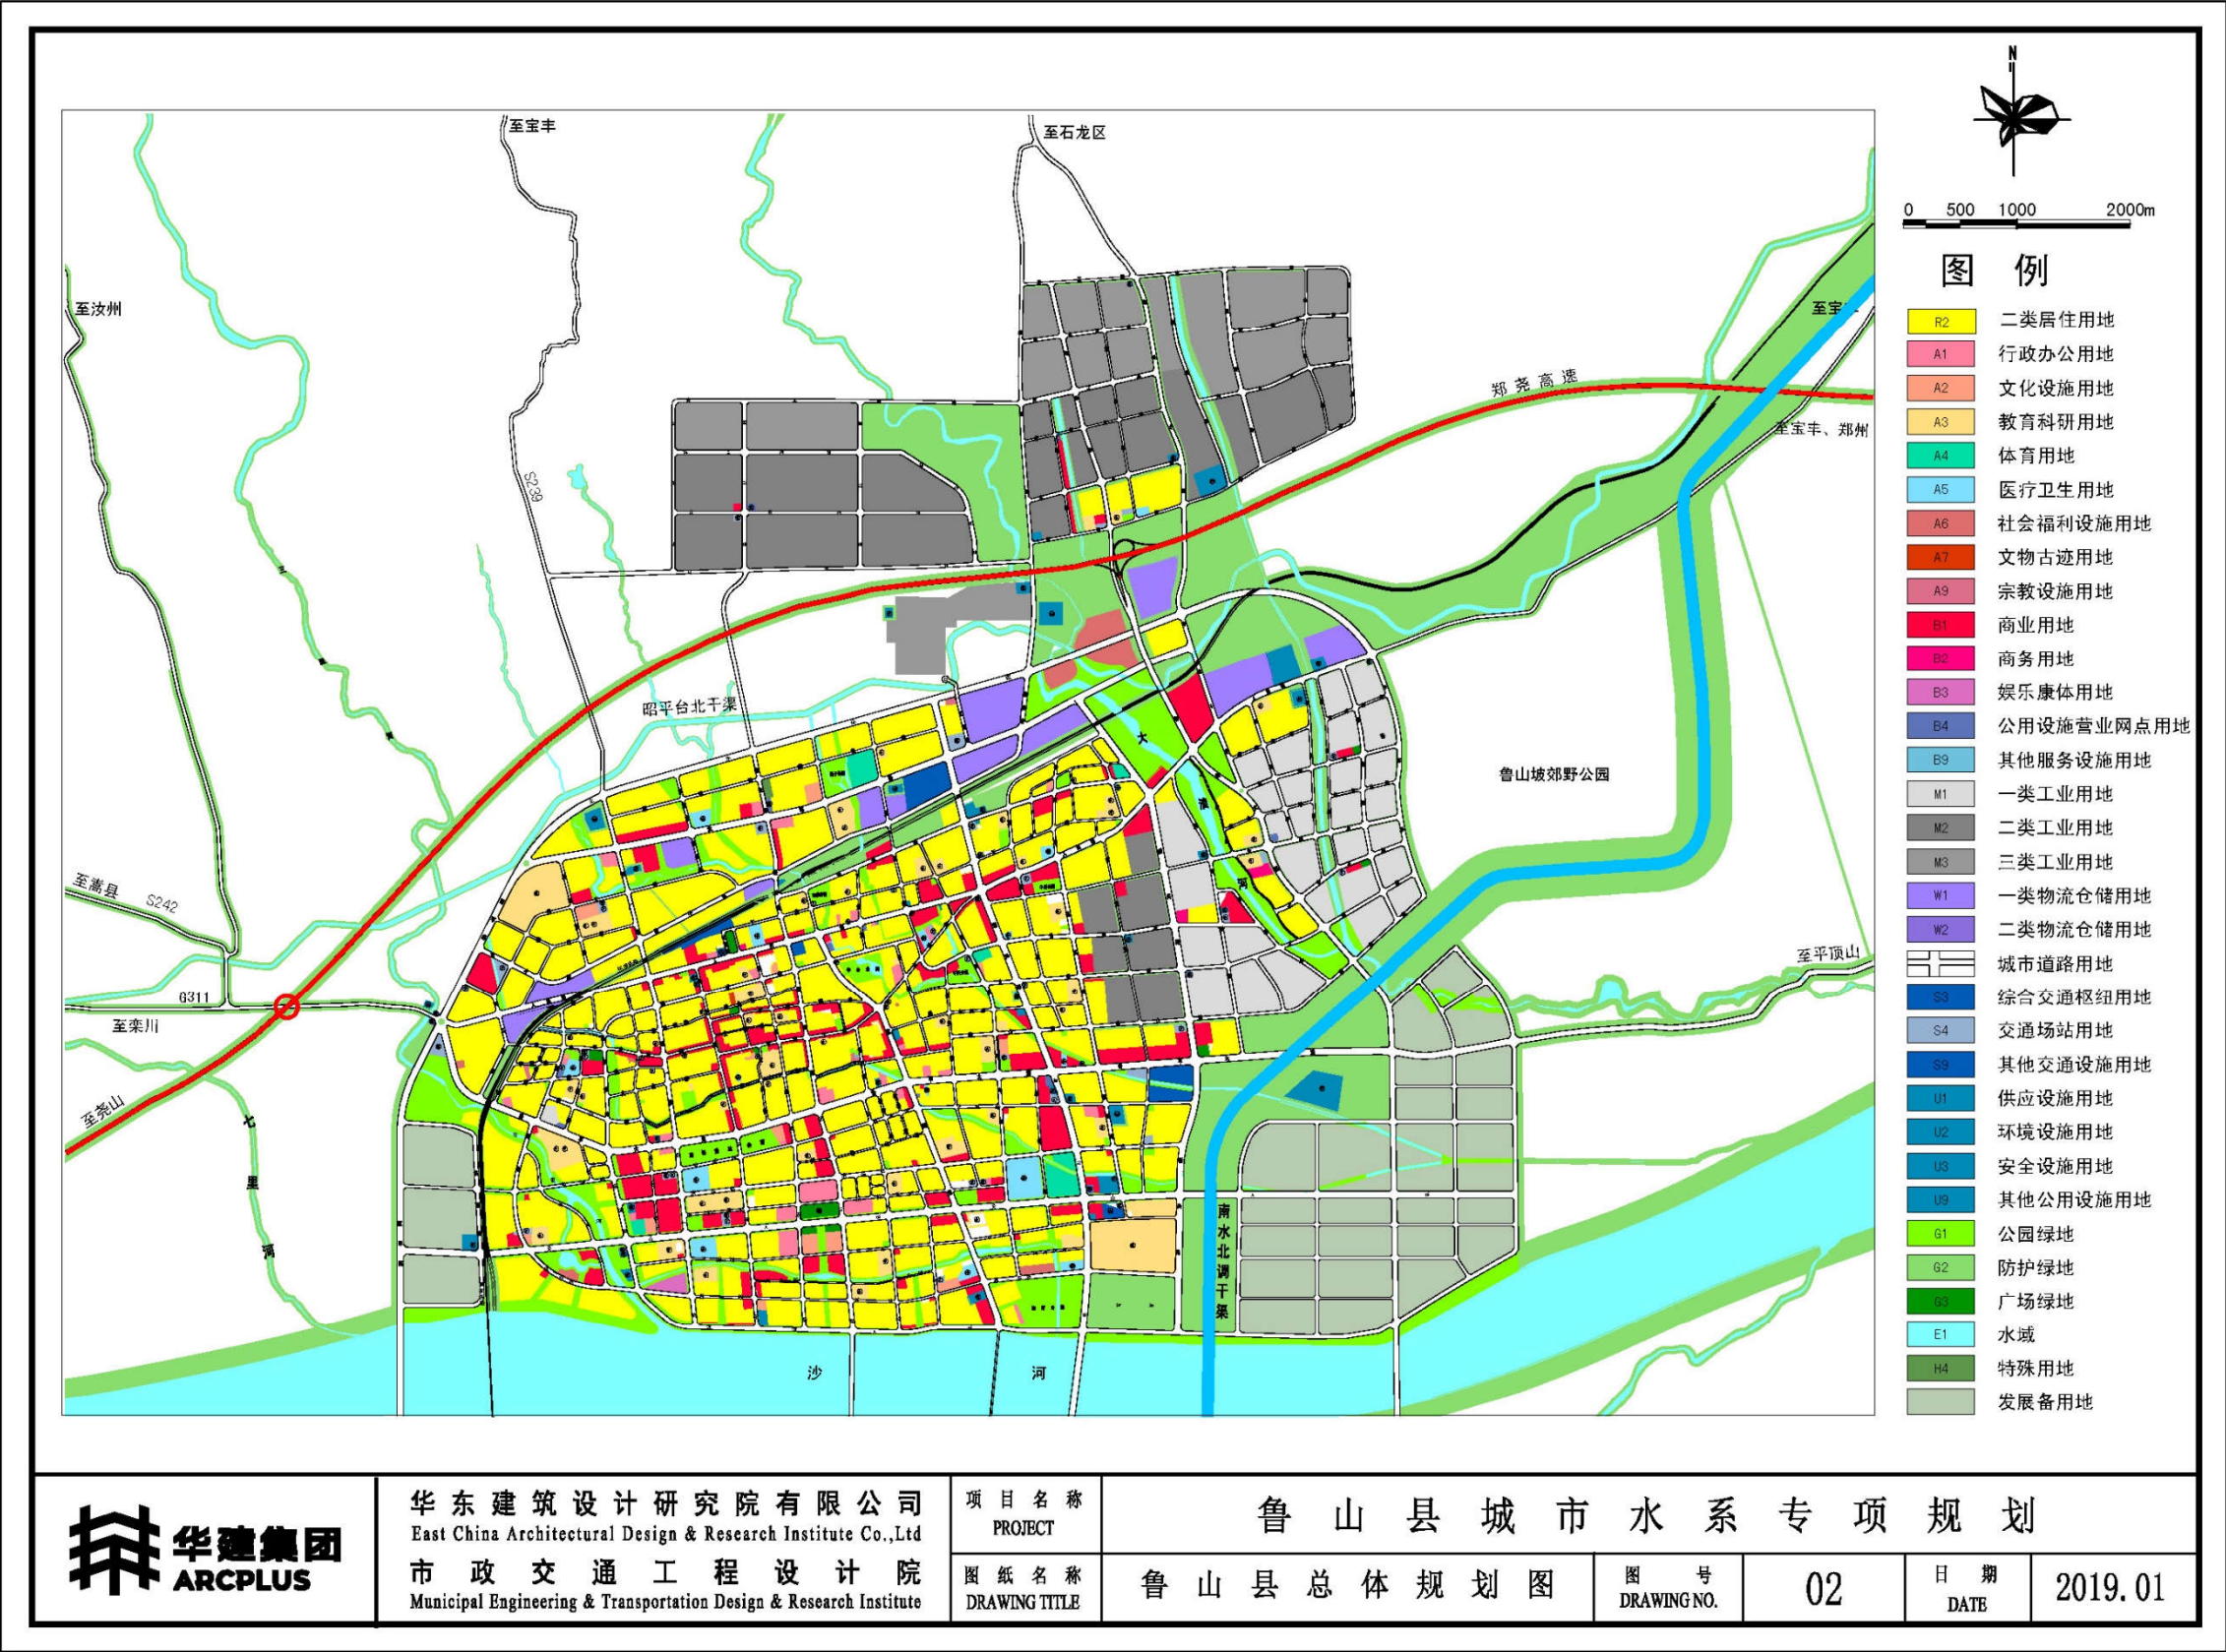 N
0 500 1000 2000m
至宝丰
至石龙区
至汝州
至宝
郑尧高速
至宝丰、郑州
S239
昭平台北干渠
大
浪
河
鲁山坡郊野公园
至嵩县
S242
至平顶山
G311
至栾川
至尧山
七
里
河
南水北调干渠
沙
河
图 例
R2 二类居住用地
A1 行政办公用地
A2 文化设施用地
A3 教育科研用地
A4 体育用地
A5 医疗卫生用地
A6 社会福利设施用地
A7 文物古迹用地
A9 宗教设施用地
B1 商业用地
B2 商务用地
B3 娱乐康体用地
B4 公用设施营业网点用地
B9 其他服务设施用地
M1 一类工业用地
M2 二类工业用地
M3 三类工业用地
W1 一类物流仓储用地
W2 二类物流仓储用地
城市道路用地
S3 综合交通枢纽用地
S4 交通场站用地
S9 其他交通设施用地
U1 供应设施用地
U2 环境设施用地
U3 安全设施用地
U9 其他公用设施用地
G1 公园绿地
G2 防护绿地
G3 广场绿地
E1 水域
H4 特殊用地
发展备用地
华建集团
ARCPLUS
华东建筑设计研究院有限公司
East China Architectural Design & Research Institute Co.,Ltd
市政交通工程设计院
Municipal Engineering & Transportation Design & Research Institute
项目名称
PROJECT
鲁山县城市水系专项规划
图纸名称
DRAWING TITLE
鲁山县总体规划图
图号
DRAWING NO.
02
日期
DATE
2019.01